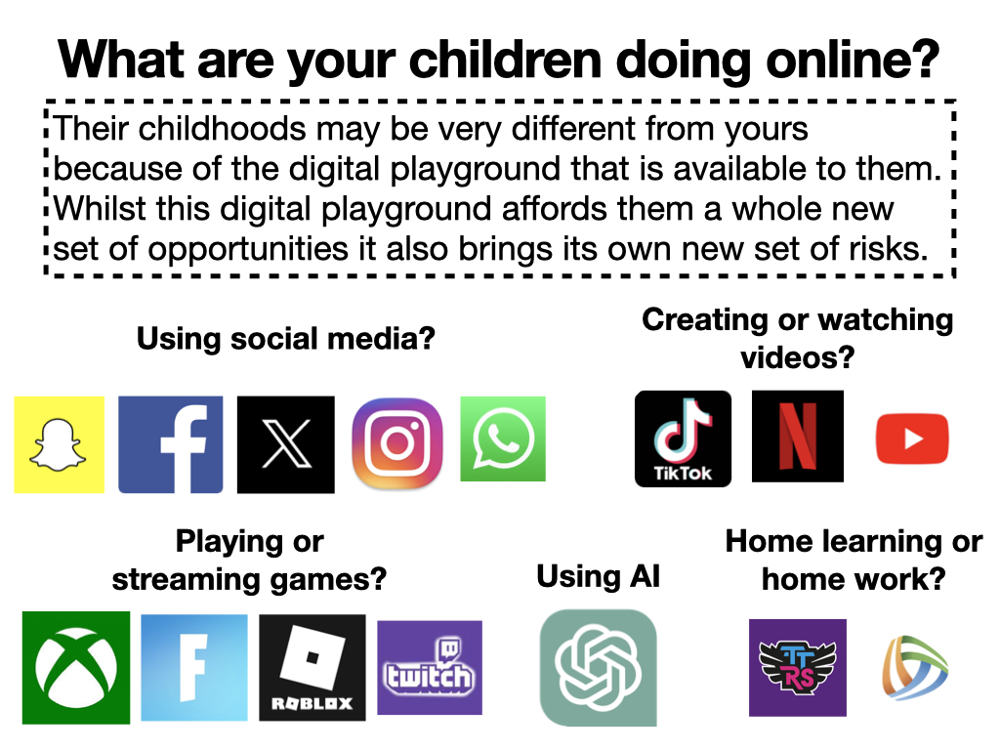 What are your children doing online?
Their childhoods may be very different from yours
because of the digital playground that is available to them.
Whilst this digital playground affords them a whole new
set of opportunities it also brings its own new set of risks.
Using social media?
Creating or watching
videos?
TikTok
Playing or
streaming games?
Using AI
Home learning or
home work?
F
ROBLOX
twitch
TT
RS